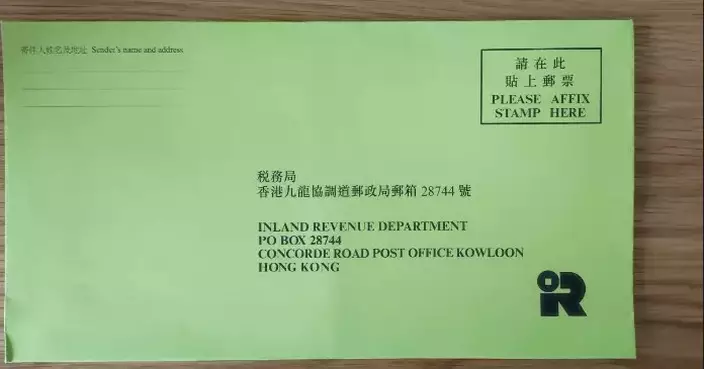 寄件人姓名及地址 Sender's name and address
請在此
貼上郵票
PLEASE AFFIX
STAMP HERE
税務局
香港九龍協調道郵政局郵箱 28744 號
INLAND REVENUE DEPARTMENT
PO BOX 28744
CONCORDE ROAD POST OFFICE KOWLOON
HONG KONG
IR